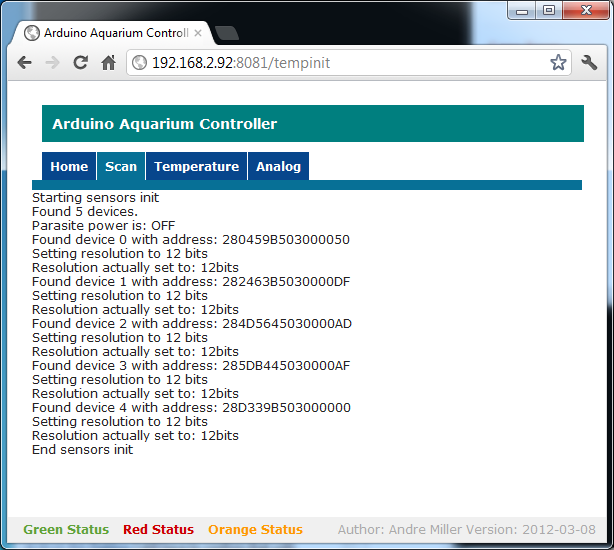 Arduino Aquarium Controll
192.168.2.92:8081/tempinit
Arduino Aquarium Controller
Home Scan Temperature Analog
Starting sensors init
Found 5 devices.
Parasite power is: OFF
Found device 0 with address: 280459B503000050
Setting resolution to 12 bits
Resolution actually set to: 12bits
Found device 1 with address: 282463B5030000DF
Setting resolution to 12 bits
Resolution actually set to: 12bits
Found device 2 with address: 284D5645030000AD
Setting resolution to 12 bits
Resolution actually set to: 12bits
Found device 3 with address: 285DB445030000AF
Setting resolution to 12 bits
Resolution actually set to: 12bits
Found device 4 with address: 28D339B503000000
Setting resolution to 12 bits
Resolution actually set to: 12bits
End sensors init
Green Status Red Status Orange Status Author: Andre Miller Version: 2012-03-08